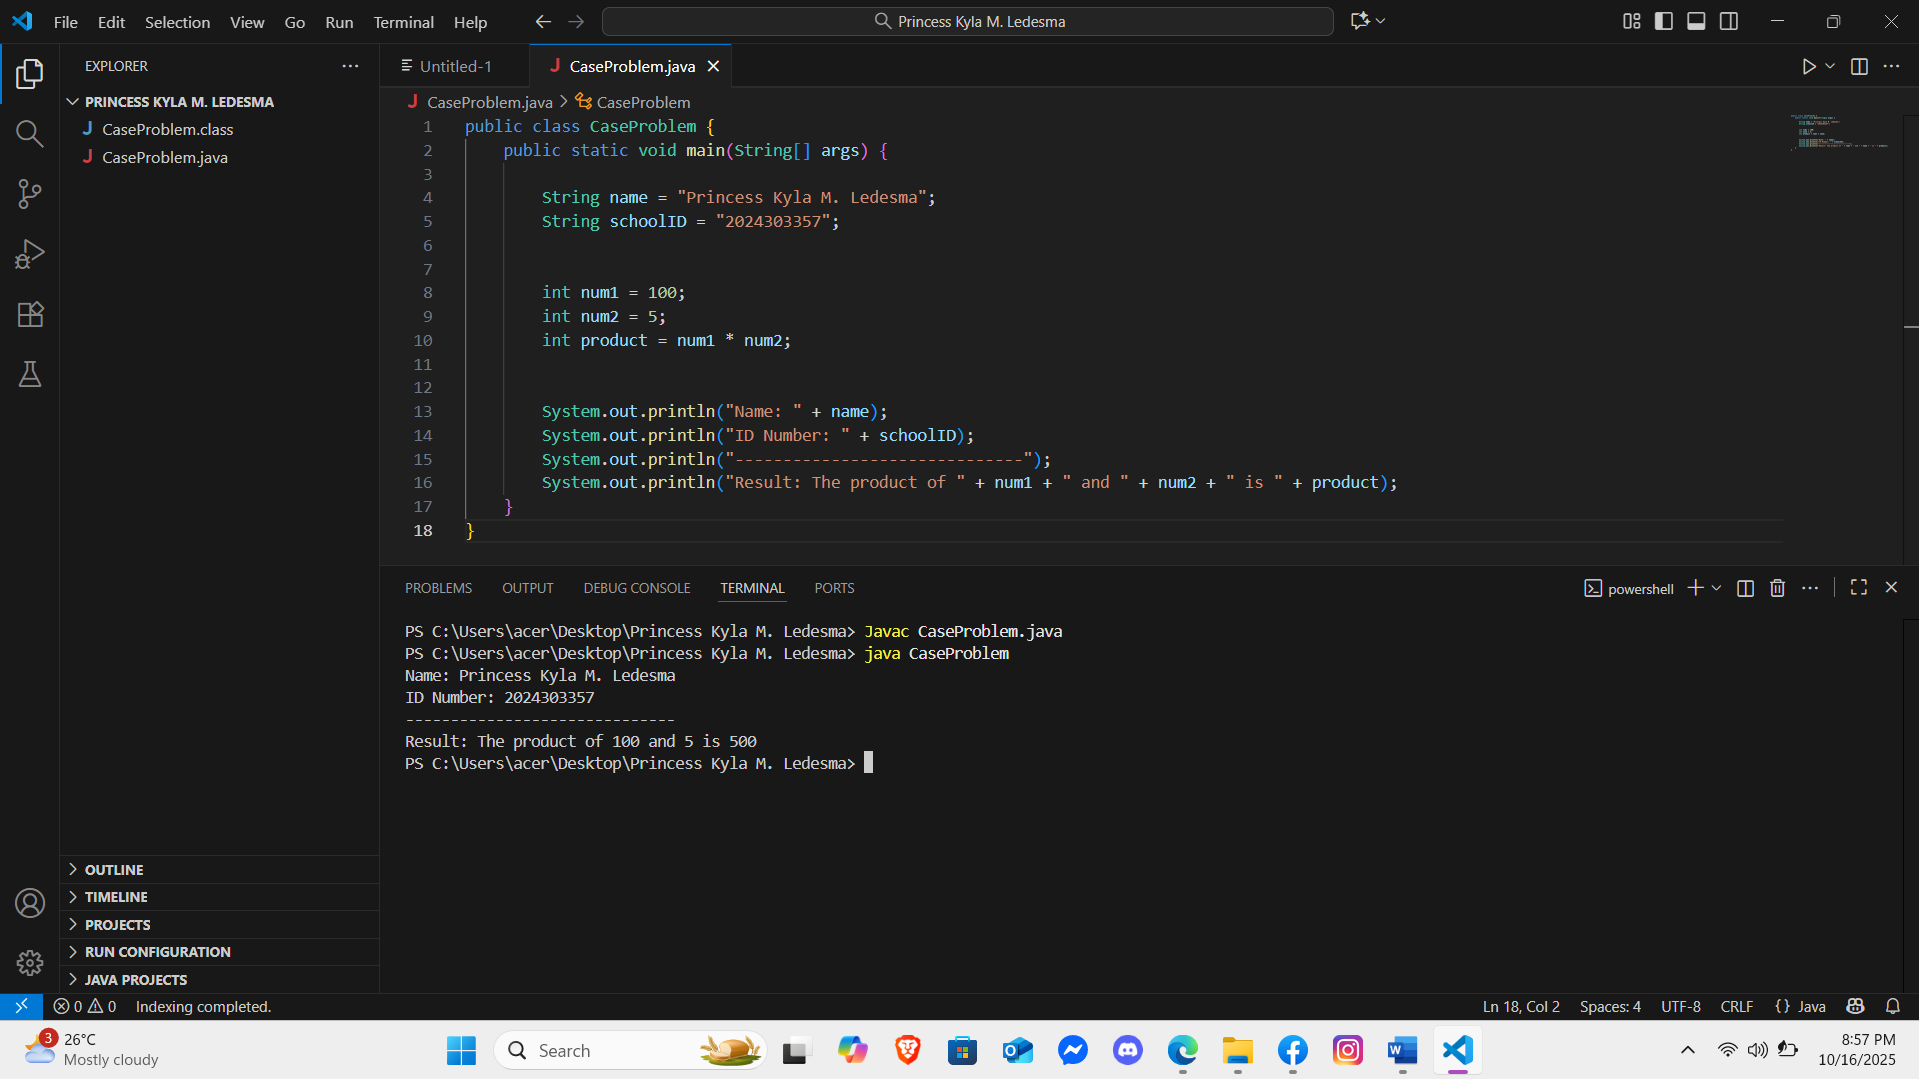 File Edit Selection View Go Run Terminal Help
Princess Kyla M. Ledesma
EXPLORER
PRINCESS KYLA M. LEDESMA
CaseProblem.class
CaseProblem.java
OUTLINE
TIMELINE
PROJECTS
RUN CONFIGURATION
JAVA PROJECTS
Untitled-1
CaseProblem.java
CaseProblem.java > CaseProblem
1 public class CaseProblem {
2 public static void main(String[] args) {
3
4 String name = "Princess Kyla M. Ledesma";
5 String schoolID = "2024303357";
6
7
8 int num1 = 100;
9 int num2 = 5;
10 int product = num1 * num2;
11
12
13 System.out.println("Name: " + name);
14 System.out.println("ID Number: " + schoolID);
15 System.out.println("------------------------------");
16 System.out.println("Result: The product of " + num1 + " and " + num2 + " is " + product);
17 }
18 }
PROBLEMS OUTPUT DEBUG CONSOLE TERMINAL PORTS
powershell
PS C:\Users\acer\Desktop\Princess Kyla M. Ledesma> Javac CaseProblem.java
PS C:\Users\acer\Desktop\Princess Kyla M. Ledesma> java CaseProblem
Name: Princess Kyla M. Ledesma
ID Number: 2024303357
------------------------------
Result: The product of 100 and 5 is 500
PS C:\Users\acer\Desktop\Princess Kyla M. Ledesma>
0 0 Indexing completed.
Ln 18, Col 2 Spaces: 4 UTF-8 CRLF {} Java
3
26°C
Mostly cloudy
Search
8:57 PM
10/16/2025